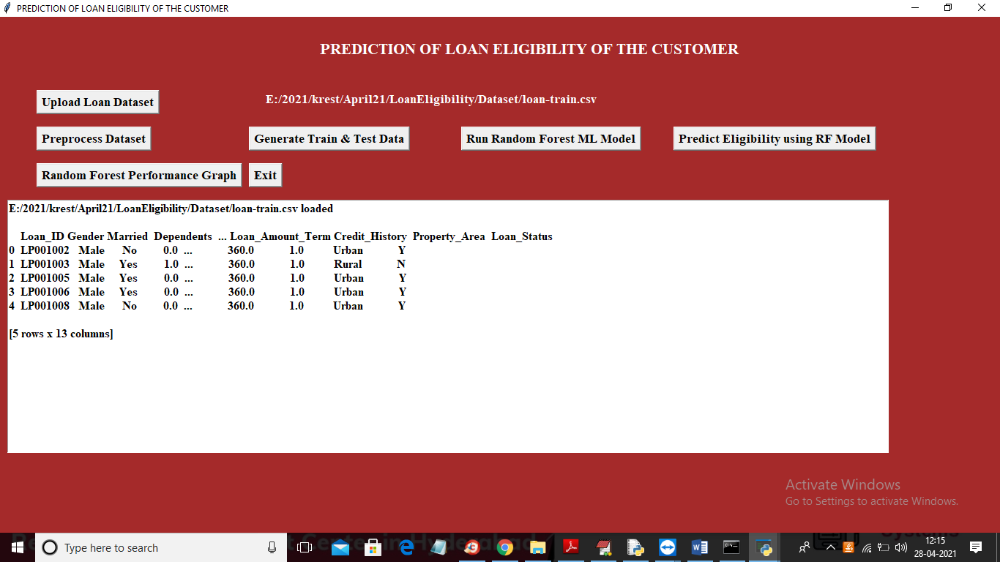 PREDICTION OF LOAN ELIGIBILITY OF THE CUSTOMER
PREDICTION OF LOAN ELIGIBILITY OF THE CUSTOMER
Upload Loan Dataset
E:/2021/krest/April21/LoanEligibility/Dataset/loan-train.csv
Preprocess Dataset Generate Train & Test Data Run Random Forest ML Model Predict Eligibility using RF Model
Random Forest Performance Graph Exit
E:/2021/krest/April21/LoanEligibility/Dataset/loan-train.csv loaded
Loan_ID Gender Married Dependents ... Loan_Amount_Term Credit_History Property_Area Loan_Status
0 LP001002 Male No 0.0 ... 360.0 1.0 Urban Y
1 LP001003 Male Yes 1.0 ... 360.0 1.0 Rural N
2 LP001005 Male Yes 0.0 ... 360.0 1.0 Urban Y
3 LP001006 Male Yes 0.0 ... 360.0 1.0 Urban Y
4 LP001008 Male No 0.0 ... 360.0 1.0 Urban Y
[5 rows x 13 columns]
Activate Windows
Go to Settings to activate Windows.
Type here to search
12:15
28-04-2021